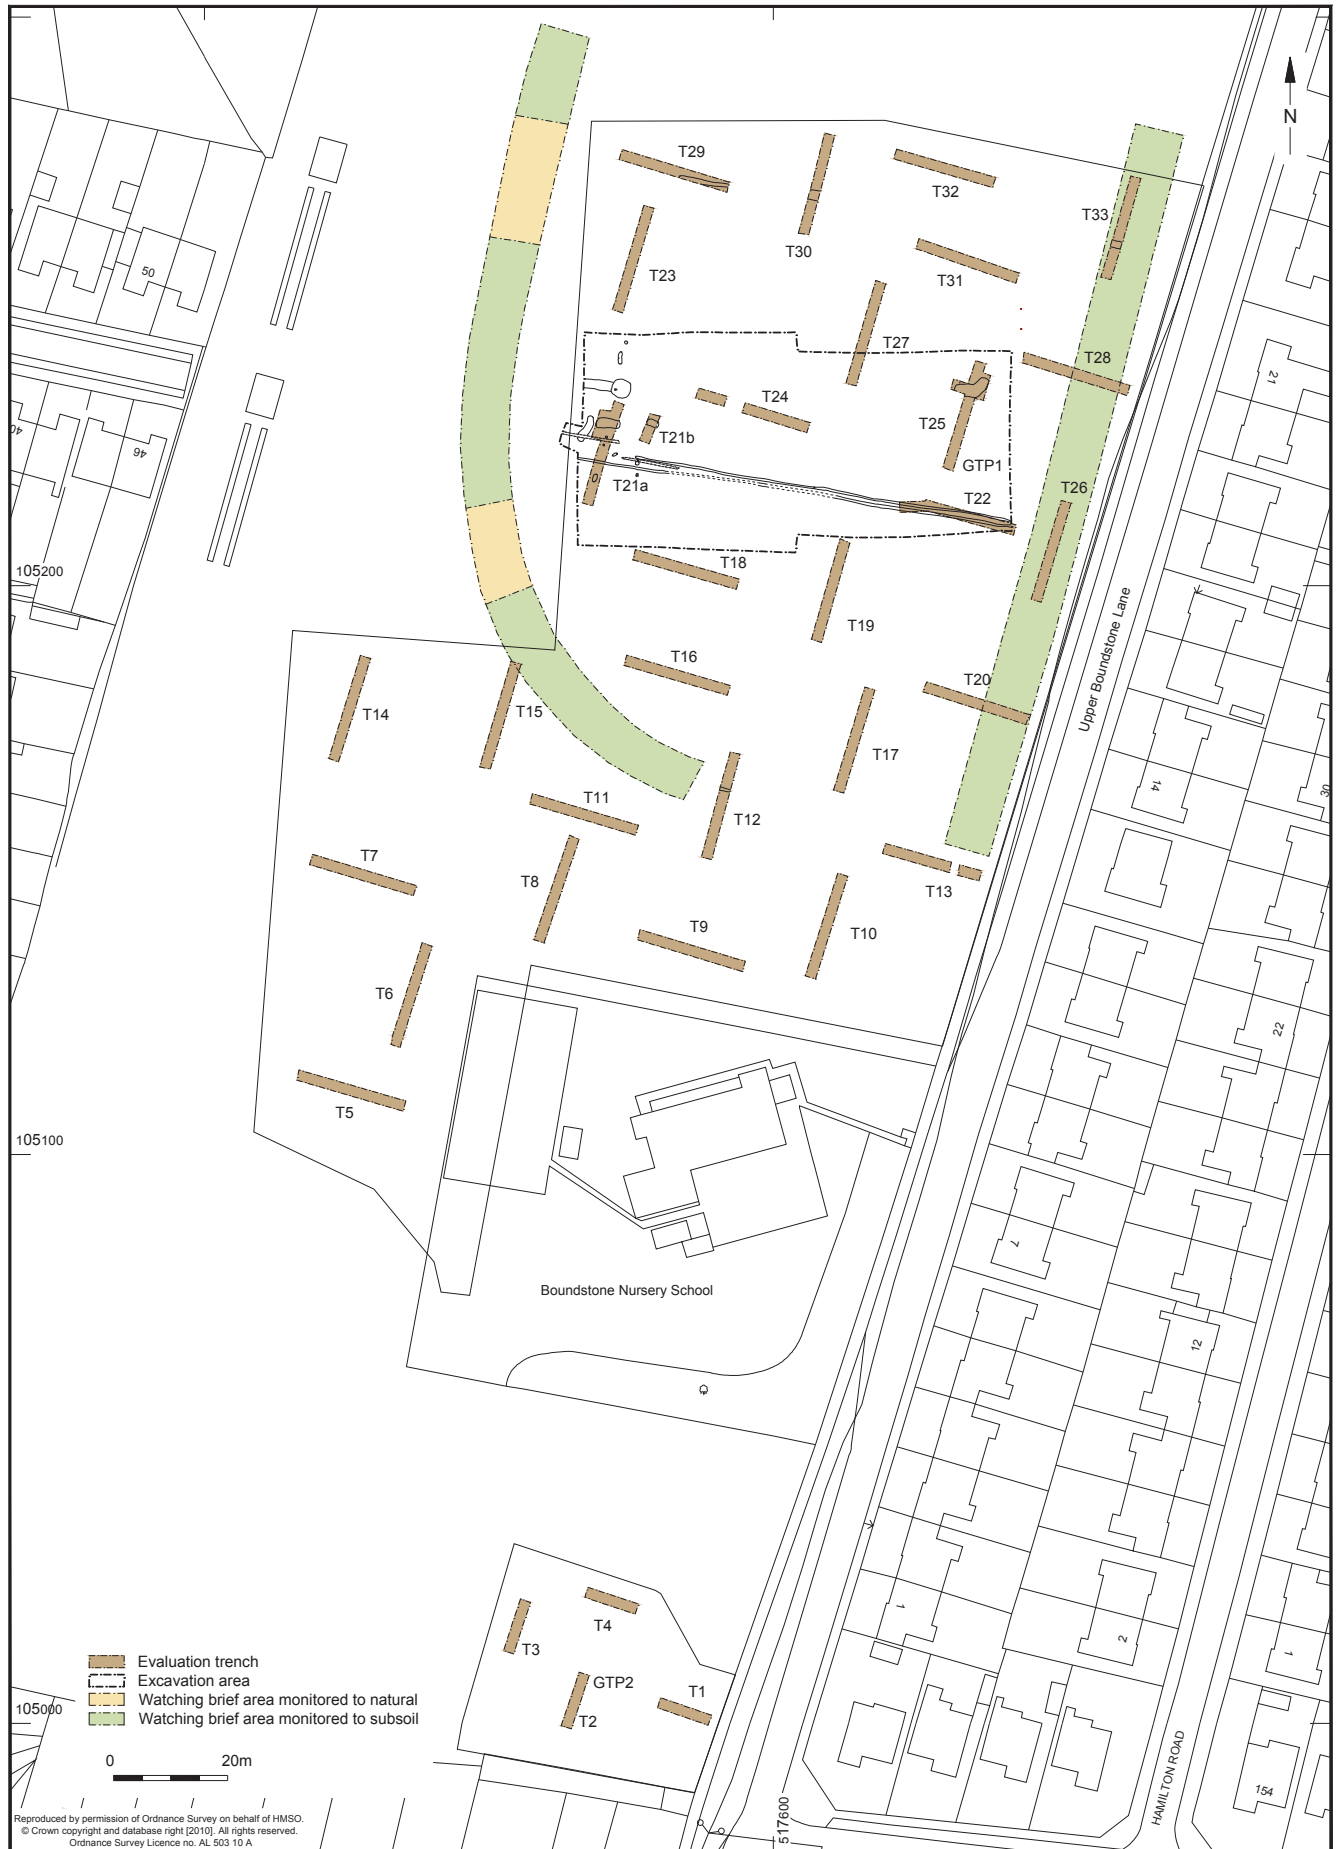 N
T29
T32
T33
T30
T23
T31
50
T27
T28
21
T24
T25
40
46
T21b
GTP1
T21a
T22
T26
T18
105200
Upper Boundstone Lane
T19
T16
T20
T14
T15
T17
14
30
T11
T12
T7
T8
T13
T9
T10
T6
22
T5
105100
7
Boundstone Nursery School
12
T4
T3
1
2
1
Evaluation trench
GTP2
Excavation area
T1
Watching brief area monitored to natural
105000
Watching brief area monitored to subsoil
T2
0 20m
HAMILTON ROAD
154
517600
Reproduced by permission of Ordnance Survey on behalf of HMSO.
© Crown copyright and database right [2010]. All rights reserved.
Ordnance Survey Licence no. AL 503 10 A